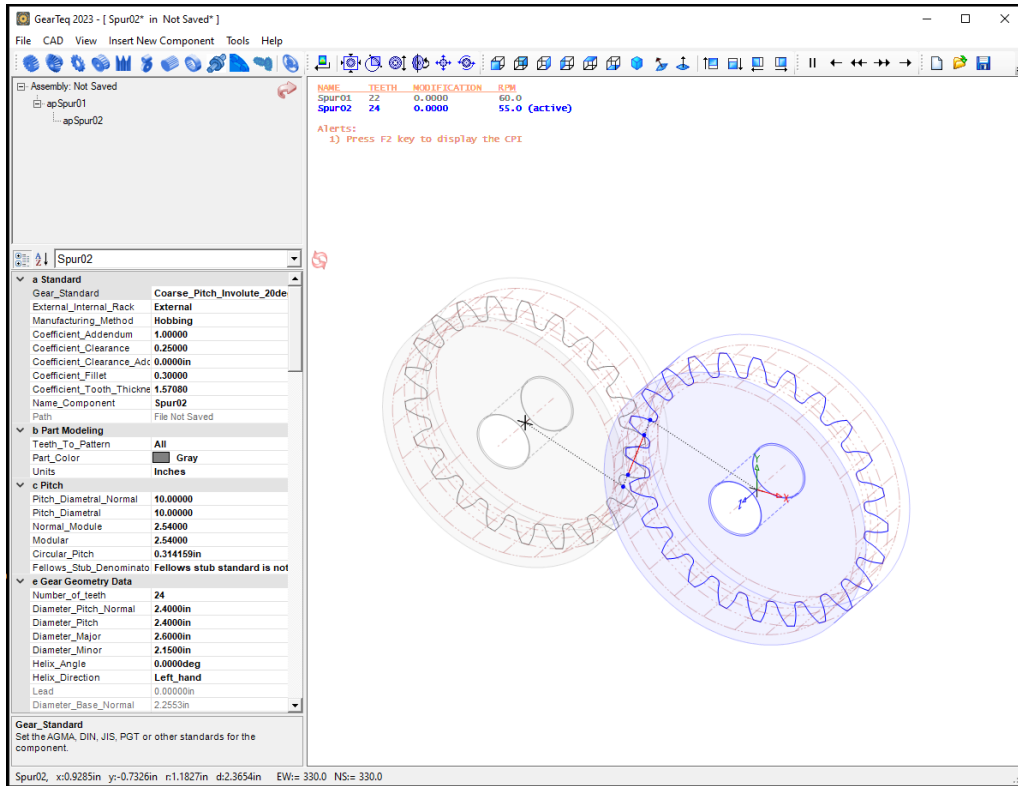 GearTeq 2023 - [ Spur02* in Not Saved* ]
File CAD View Insert New Component Tools Help
Assembly: Not Saved
apSpur01
apSpur02
NAME TEETH MODIFICATION RPM
Spur01 22 0.0000 60.0
Spur02 24 0.0000 55.0 (active)
Alerts:
1) Press F2 key to display the CPI
Spur02
a Standard
Gear_Standard Coarse_Pitch_Involute_20de
External_Internal_Rack External
Manufacturing_Method Hobbing
Coefficient_Addendum 1.00000
Coefficient_Clearance 0.25000
Coefficient_Clearance_Adc 0.0000in
Coefficient_Fillet 0.30000
Coefficient_Tooth_Thickne 1.57080
Name_Component Spur02
Path File Not Saved
b Part Modeling
Teeth_To_Pattern All
Part_Color Gray
Units Inches
c Pitch
Pitch_Diametral_Normal 10.00000
Pitch_Diametral 10.00000
Normal_Module 2.54000
Modular 2.54000
Circular_Pitch 0.314159in
Fellows_Stub_Denominato Fellows stub standard is not
e Gear Geometry Data
Number_of_teeth 24
Diameter_Pitch_Normal 2.4000in
Diameter_Pitch 2.4000in
Diameter_Major 2.6000in
Diameter_Minor 2.1500in
Helix_Angle 0.0000deg
Helix_Direction Left_hand
Lead 0.00000in
Diameter_Base_Normal 2.2553in
Gear_Standard
Set the AGMA, DIN, JIS, PGT or other standards for the
component.
Y
X
Z
Spur02, x:0.9285in y:-0.7326in r:1.1827in d:2.3654in EW:= 330.0 NS:= 330.0